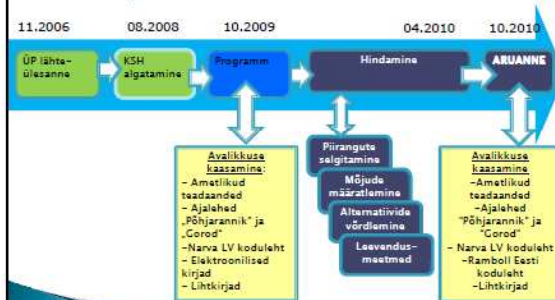 11.2006
08.2008
10.2009
04.2010
10.2010
ÜP lähte-
ülesanne
KSH
algatamine
Programm
Hindamine
ARUANNE
Avalikkuse
kaasamine:
- Ametlikud
teadaanded
- Ajalehed
„Põhjarannik" ja
„Gorod"
-Narva LV koduleht
- Elektroonilised
kirjad
- Lihtkirjad
Piirangute
selgitamine
Mõjude
määratlemine
Alternatiivide
võrdlemine
Leevendus-
meetmed
Avalikkuse
kaasamine
-Ametlikud
teadaanded
-Ajalehed
"Põhjarannik" ja
"Gorod"
- Narva LV koduleht
-Ramboll Eesti
koduleht
-Lihtkirjad